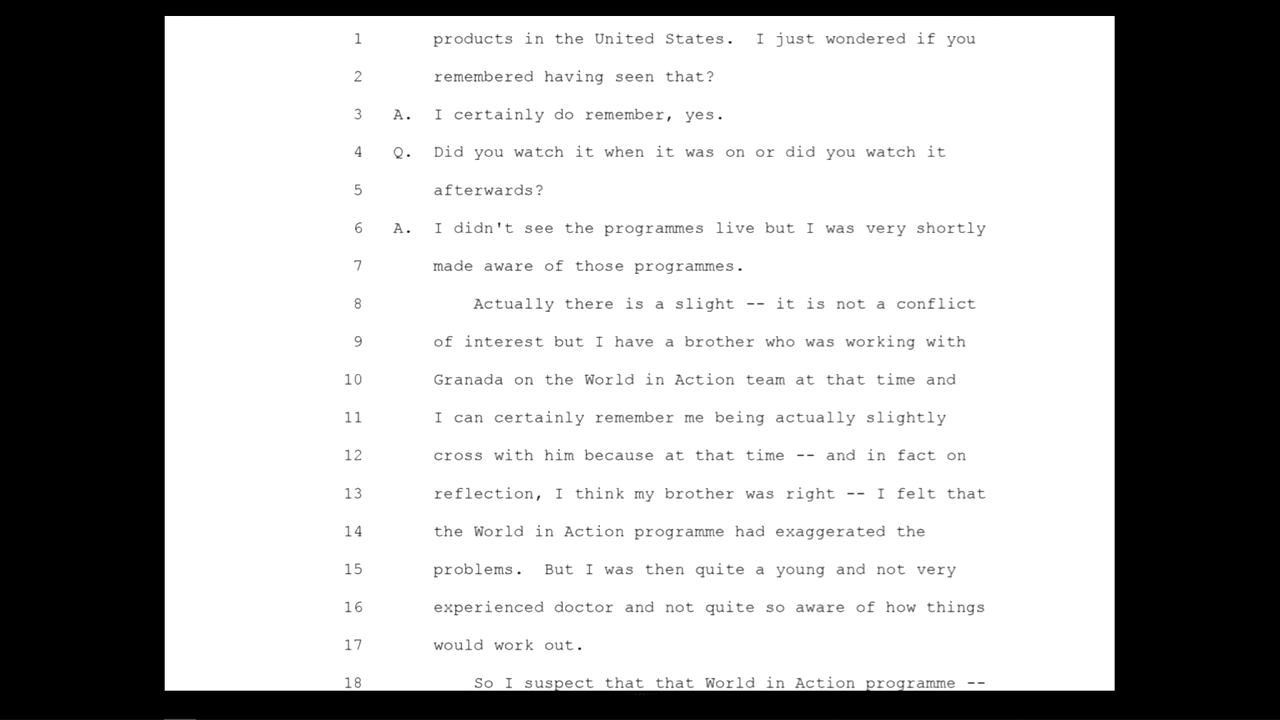 1 products in the United States. I just wondered if you
2 remembered having seen that?
3 A. I certainly do remember, yes.
4 Q. Did you watch it when it was on or did you watch it
5 afterwards?
6 A. I didn't see the programmes live but I was very shortly
7 made aware of those programmes.
8 Actually there is a slight -- it is not a conflict
9 of interest but I have a brother who was working with
10 Granada on the World in Action team at that time and
11 I can certainly remember me being actually slightly
12 cross with him because at that time -- and in fact on
13 reflection, I think my brother was right -- I felt that
14 the World in Action programme had exaggerated the
15 problems. But I was then quite a young and not very
16 experienced doctor and not quite so aware of how things
17 would work out.
18 So I suspect that that World in Action programme --